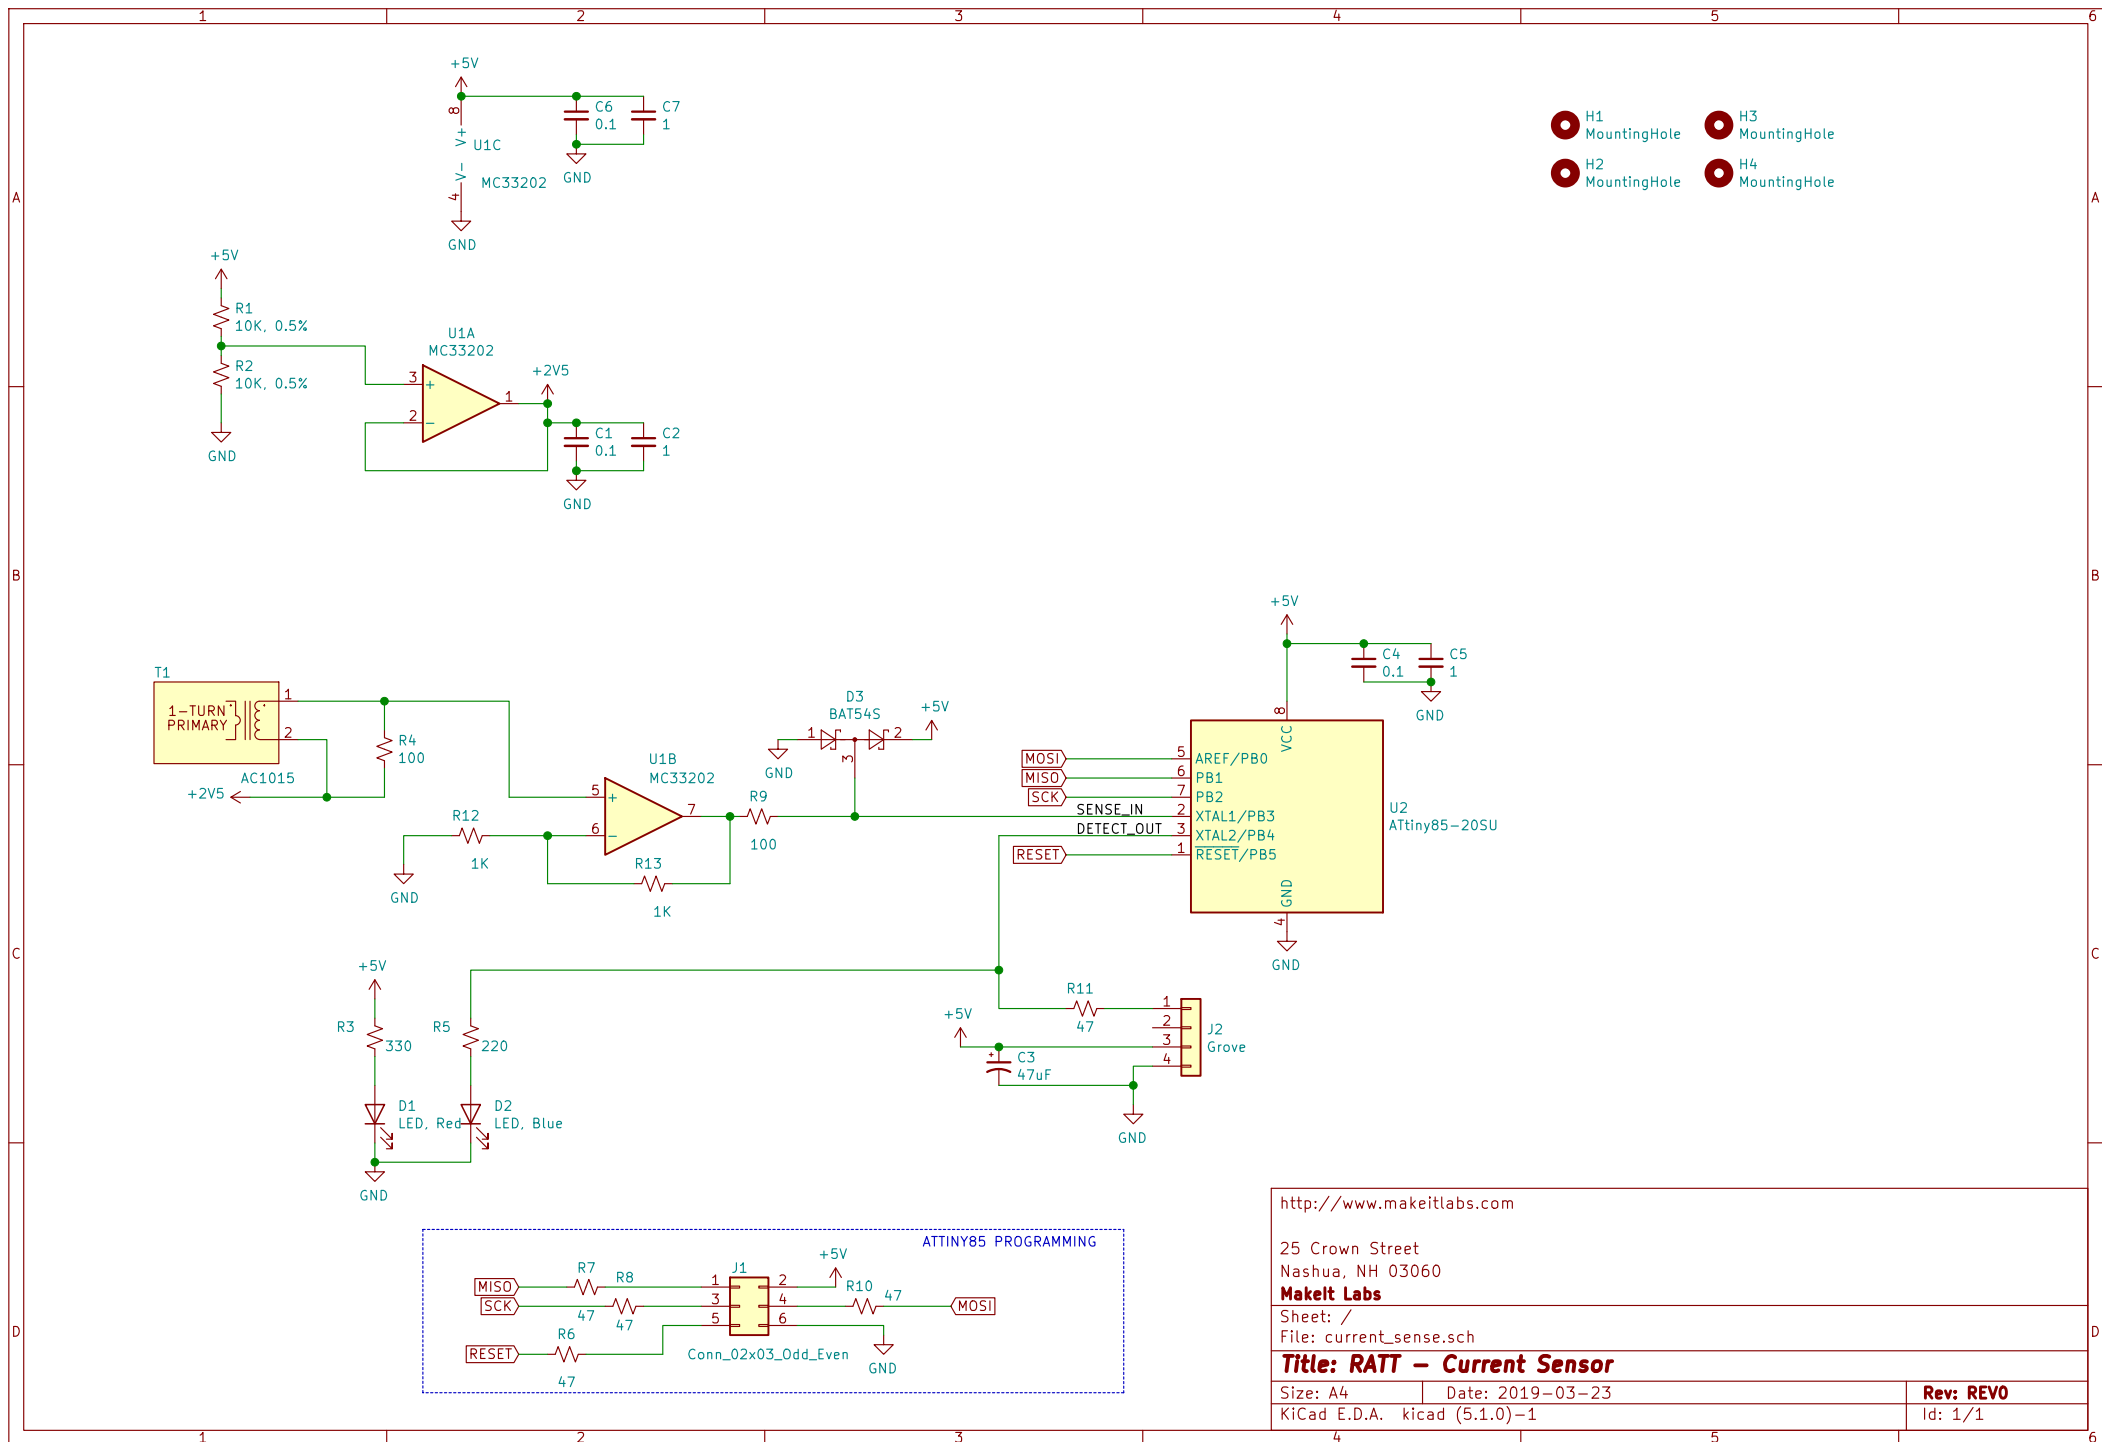 1 2 3 4 5 6
+5V
8
V+
U1C
V-
MC33202
4
GND
C6
0.1
C7
1
GND
H1
MountingHole
H3
MountingHole
H2
MountingHole
H4
MountingHole
A
A
+5V
R1
10K, 0.5%
R2
10K, 0.5%
GND
U1A
MC33202
3
+
2
-
1
+2V5
C1
0.1
C2
1
GND
B
B
T1
1-TURN
PRIMARY
1
2
AC1015
+2V5
R4
100
R12
1K
GND
U1B
MC33202
5
+
6
-
7
R13
1K
R9
100
D3
BAT54S
1
2
3
GND
+5V
+5V
C4
0.1
C5
1
GND
8
VCC
MOSI
5
AREF/PB0
MISO
6
PB1
SCK
7
PB2
SENSE_IN
2
XTAL1/PB3
DETECT_OUT
3
XTAL2/PB4
RESET
1
RESET/PB5
U2
ATtiny85-20SU
GND
4
GND
C
C
+5V
R3
330
R5
220
D1
LED, Red
D2
LED, Blue
GND
R11
47
+5V
C3
+
47uF
1
2
3
4
J2
Grove
GND
ATTINY85 PROGRAMMING
MISO
R7
47
SCK
R8
47
RESET
R6
47
J1
1
2
3
4
5
6
Conn_02x03_Odd_Even
+5V
R10
47
MOSI
GND
D
D
http://www.makeitlabs.com
25 Crown Street
Nashua, NH 03060
MakeIt Labs
Sheet: /
File: current_sense.sch
Title: RATT – Current Sensor
Size: A4
Date: 2019-03-23
Rev: REV0
KiCad E.D.A. kicad (5.1.0)-1
Id: 1/1
1 2 3 4 5 6